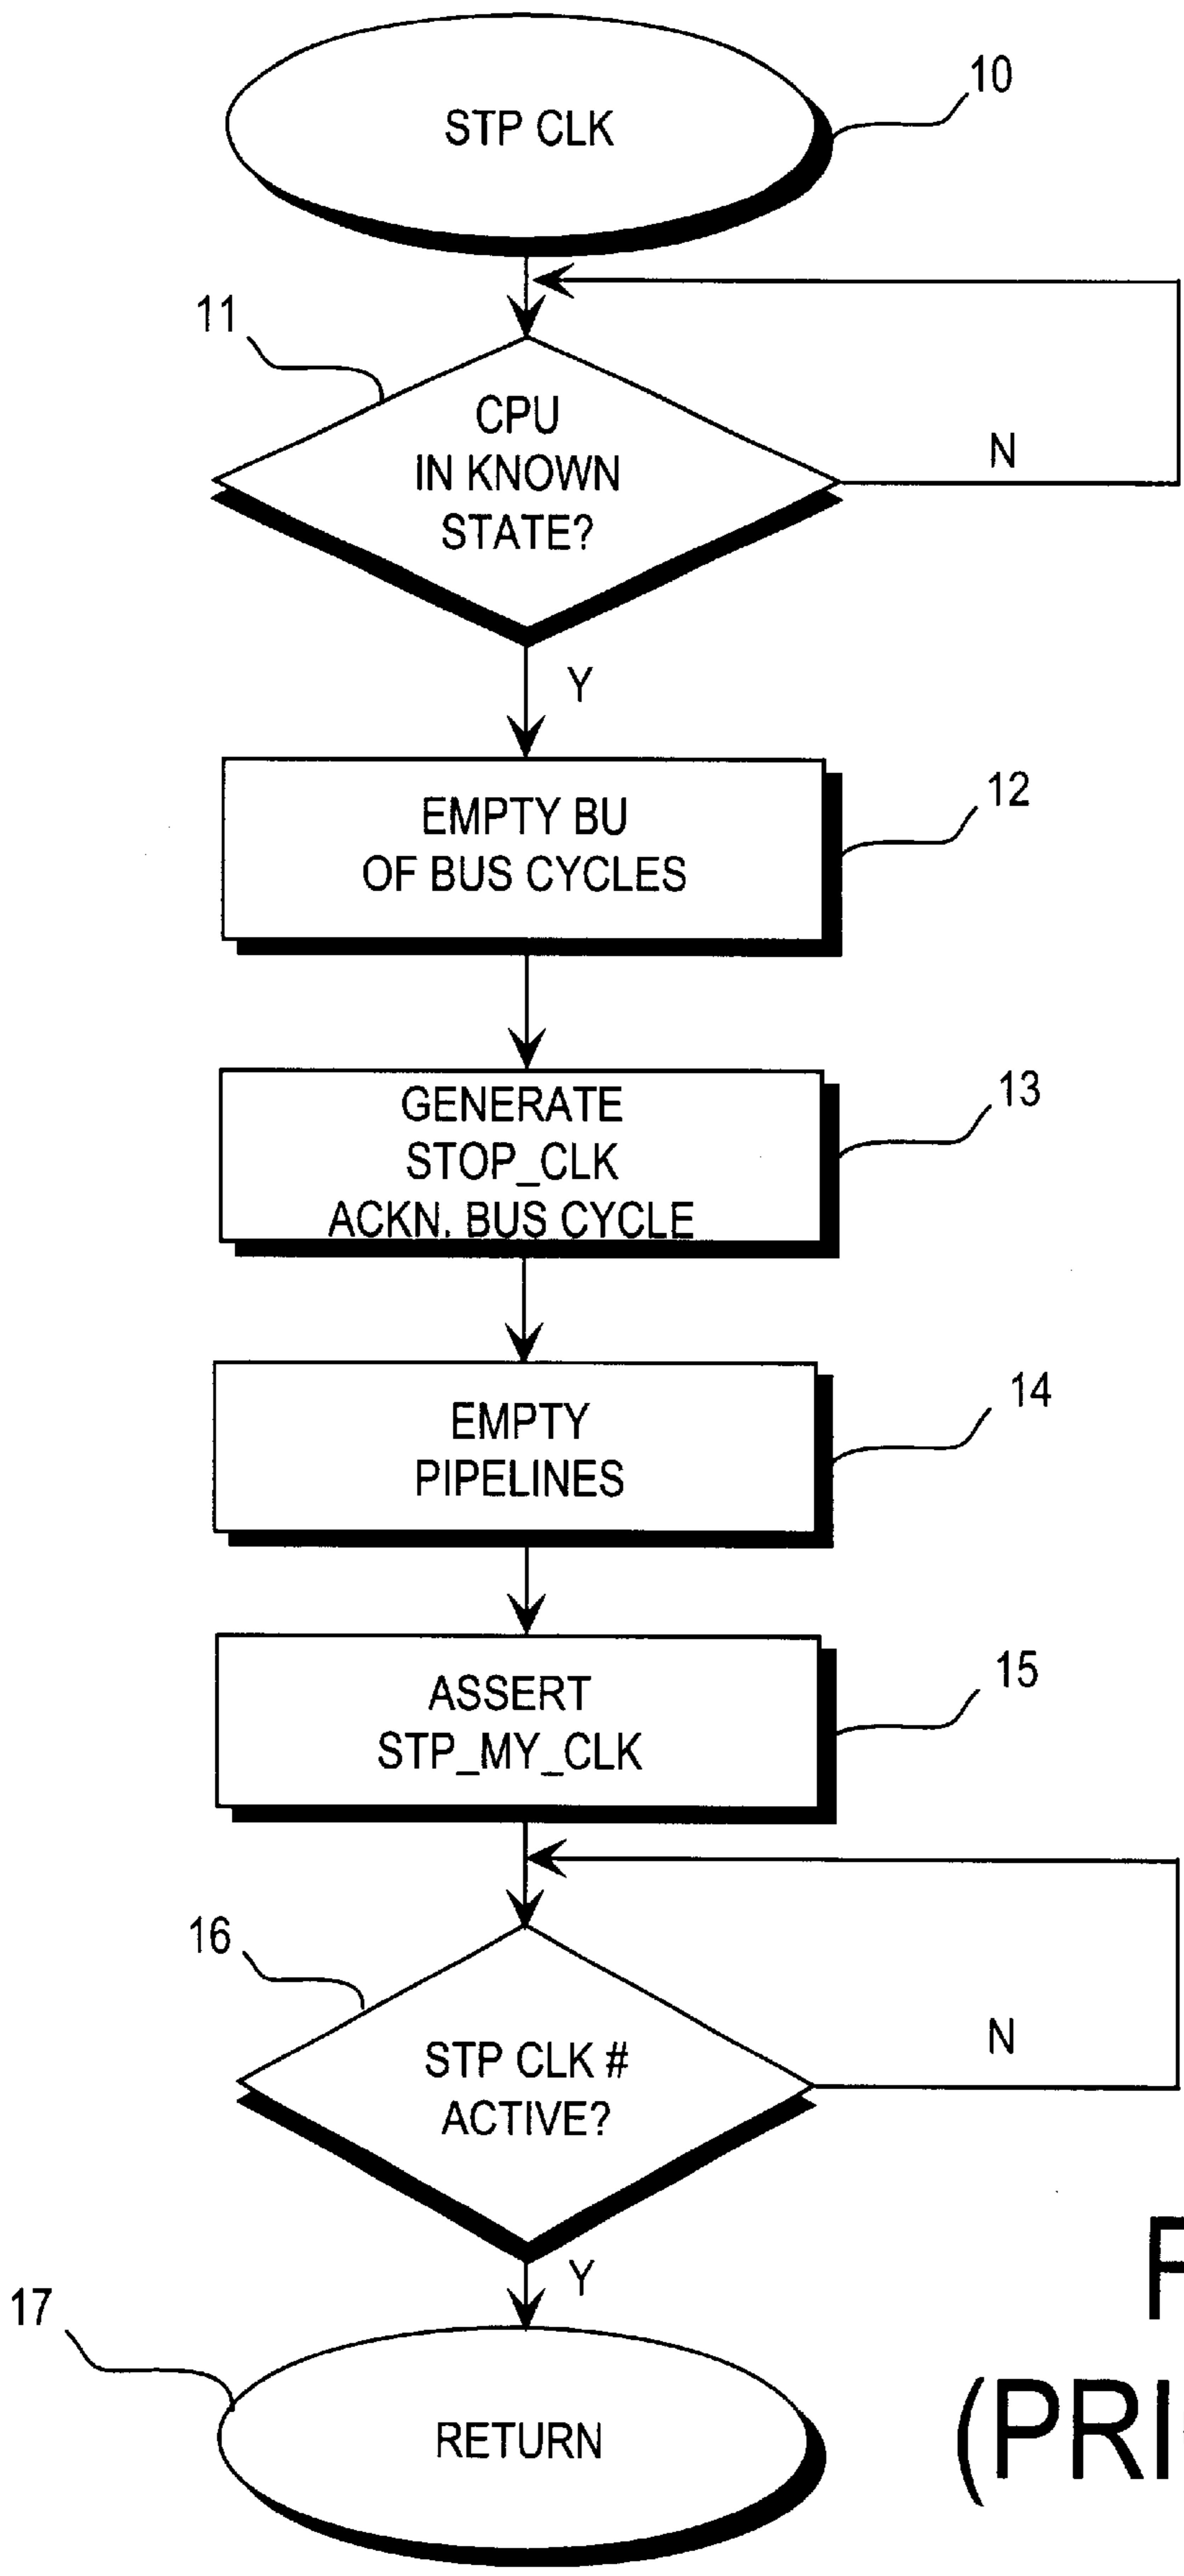 STP CLK
10
11
CPU
IN KNOWN
STATE?
N
Y
EMPTY BU
OF BUS CYCLES
12
GENERATE
STOP_CLK
ACKN. BUS CYCLE
13
EMPTY
PIPELINES
14
ASSERT
STP_MY_CLK
15
16
STP CLK #
ACTIVE?
N
Y
17
RETURN